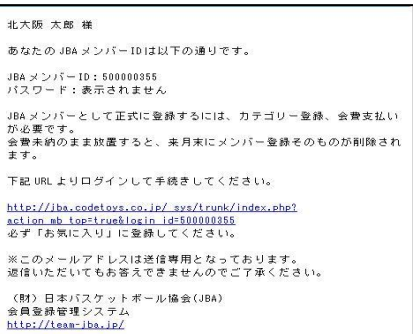 北大阪 太郎 様
あなたの JBA メンバーIDは以下の通りです。
JBA メンバーID：500000355
パスワード：表示されません
JBA メンバーとして正式に登録するには、カテゴリー登録、会費支払い
が必要です。
会費未納のまま放置すると、来月末にメンバー登録そのものが削除され
ます。
下記 URL よりログインして手続きしてください。
http://jba.codetoys.co.jp/_sys/trunk/index.php?
action_mb_top=true&login_id=500000355
必ず「お気に入り」に登録してください。
※このメールアドレスは送信専用となっております。
返信いただいてもお答えできませんのでご了承ください。
（財）日本バスケットボール協会(JBA)
会員登録管理システム
http://team-jba.jp/